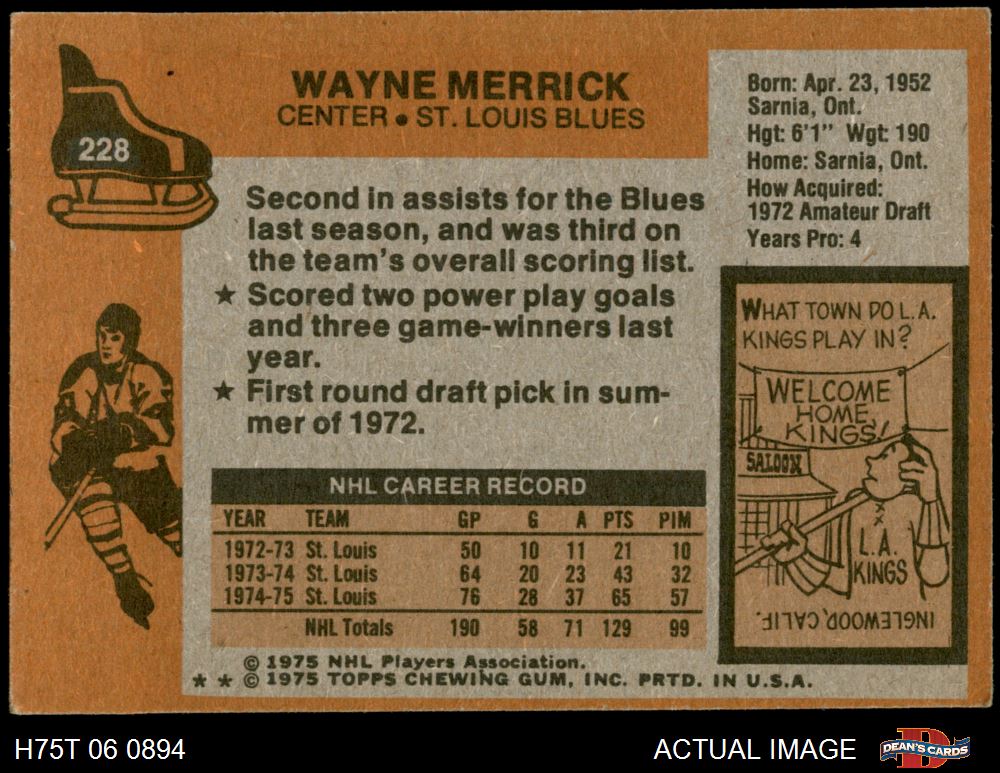 228
WAYNE MERRICK
CENTER • ST. LOUIS BLUES
Born: Apr. 23, 1952
Sarnia, Ont.
Hgt: 6'1" Wgt: 190
Home: Sarnia, Ont.
How Acquired:
1972 Amateur Draft
Years Pro: 4
Second in assists for the Blues
last season, and was third on
the team's overall scoring list.
★ Scored two power play goals
and three game-winners last
year.
★ First round draft pick in sum-
mer of 1972.
NHL CAREER RECORD
YEAR TEAM GP G A PTS PIM
1972-73 St. Louis 50 10 11 21 10
1973-74 St. Louis 64 20 23 43 32
1974-75 St. Louis 76 28 37 65 57
NHL Totals 190 58 71 129 99
WHAT TOWN DO L.A.
KINGS PLAY IN?
WELCOME
HOME,
KINGS!
SALOON
L.A.
KINGS
INGLEWOOD, CALIF.
© 1975 NHL Players Association.
★ ★ © 1975 TOPPS CHEWING GUM, INC. PRTD. IN U.S.A.
H75T 06 0894
ACTUAL IMAGE
DEAN'S CARDS